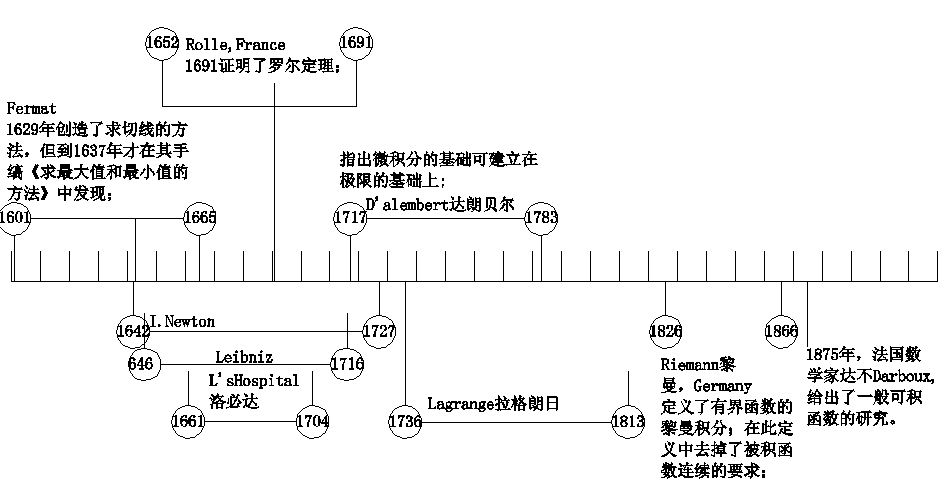 1652
Rolle,France
1691证明了罗尔定理;
1691
Fermat
1629年创造了求切线的方
法，但到1637年才在其手
缟《求最大值和最小值的
方法》中发现;
1601
1665
指出微积分的基础可建立在
极限的基础上;
D'alembert达朗贝尔
1717
1783
1642
I.Newton
1727
646
Leibniz
1716
L'sHospital
洛必达
1661
1704
1736
Lagrange拉格朗日
1813
1826
Riemann黎
曼，Germany
定义了有界函数的
黎曼积分；在此定
义中去掉了被积函
数连续的要求;
1866
1875年，法国数
学家达不Darboux,
给出了一般可积
函数的研究。